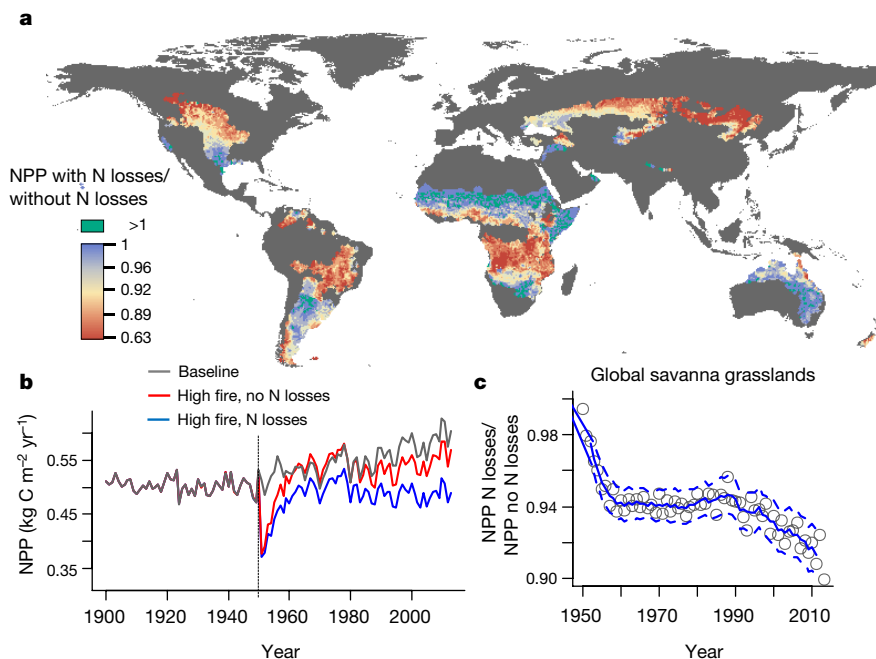 a
NPP with N losses/
without N losses
>1
1
0.96
0.92
0.89
0.63
b
Baseline
High fire, no N losses
High fire, N losses
NPP (kg C m⁻² yr⁻¹)
0.55
0.45
0.35
1900
1920
1940
1960
1980
2000
Year
c
Global savanna grasslands
NPP N losses/
NPP no N losses
0.98
0.94
0.90
1950
1970
1990
2010
Year